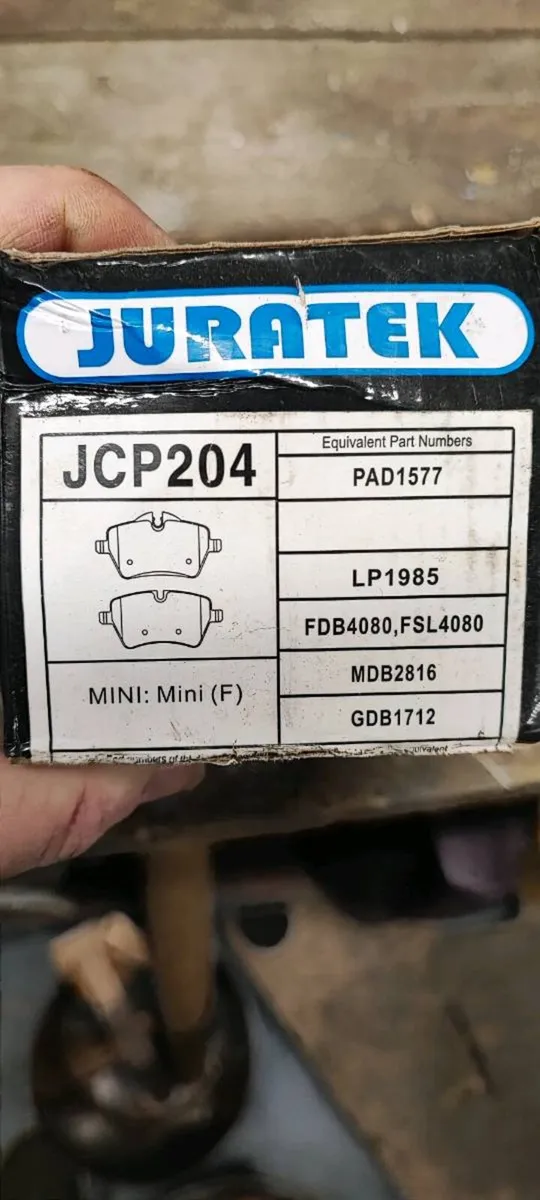 JURATEK
JCP204
MINI: Mini (F)
Equivalent Part Numbers
PAD1577
LP1985
FDB4080,FSL4080
MDB2816
GDB1712